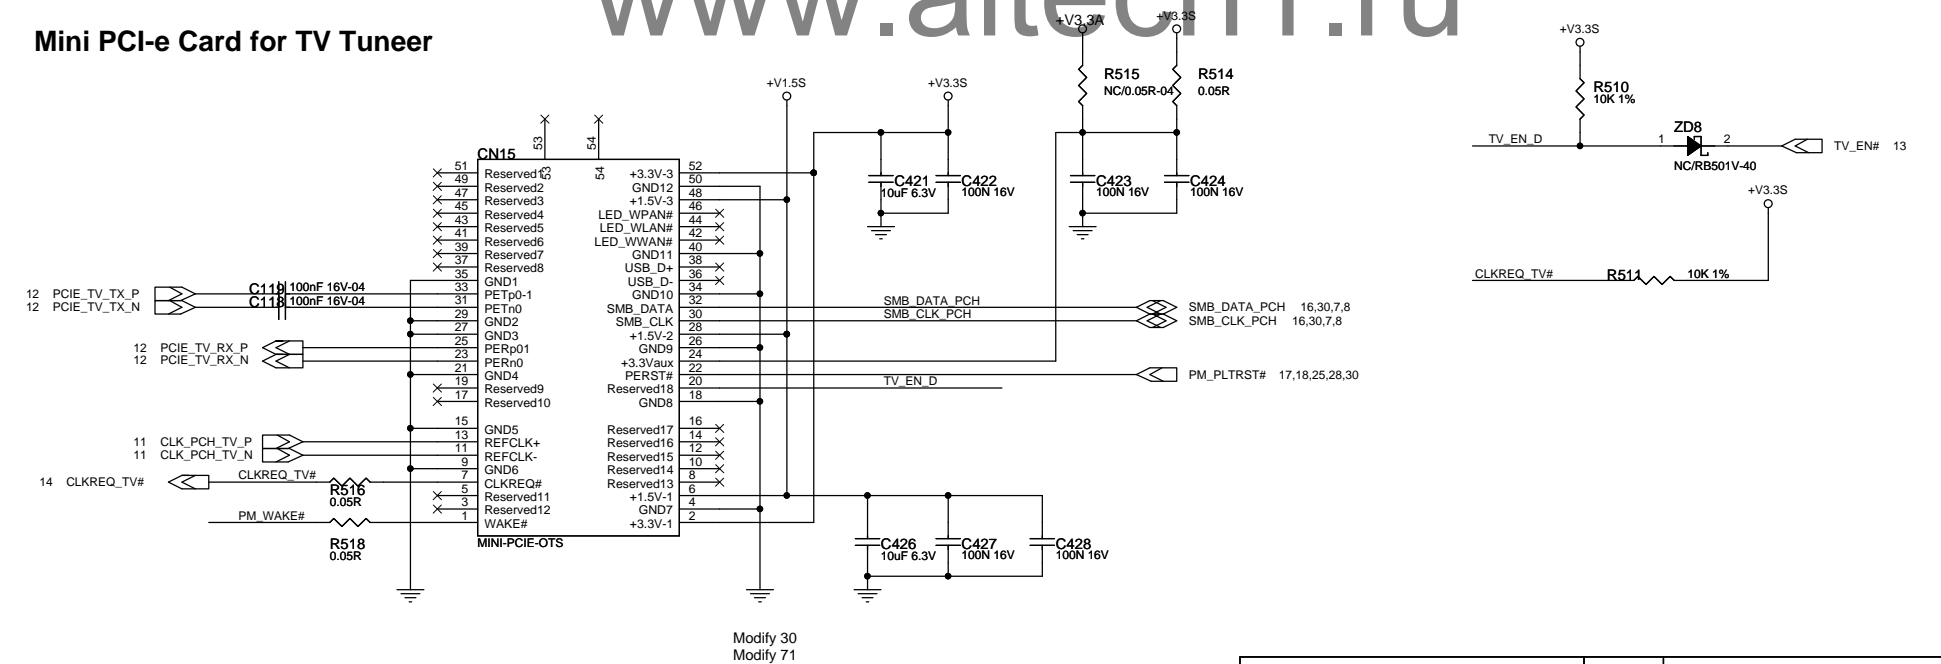 www.aitech1.ru
Mini PCI-e Card for TV Tuneer
+V3.3A
+V3.3S
R515
NC/0.05R-04
R514
0.05R
+V1.5S
+V3.3S
C421
10uF 6.3V
C422
100N 16V
C423
100N 16V
C424
100N 16V
+V3.3S
R510
10K 1%
TV_EN_D
ZD8
1
2
NC/RB501V-40
TV_EN# 13
+V3.3S
CLKREQ_TV#
R511
10K 1%
53
54
CN15
53
54
51 Reserved1
49 Reserved2
47 Reserved3
45 Reserved4
43 Reserved5
41 Reserved6
39 Reserved7
37 Reserved8
35 GND1
33 PETp0-1
31 PETn0
29 GND2
27 GND3
25 PERp01
23 PERn0
21 GND4
19 Reserved9
17 Reserved10
15 GND5
13 REFCLK+
11 REFCLK-
9 GND6
7 CLKREQ#
5 Reserved11
3 Reserved12
1 WAKE#
+3.3V-3 52
GND12 50
+1.5V-3 48
LED_WPAN# 46
LED_WLAN# 44
LED_WWAN# 42
GND11 40
USB_D+ 38
USB_D- 36
GND10 34
SMB_DATA 32
SMB_CLK 30
+1.5V-2 28
GND9 26
+3.3Vaux 24
PERST# 22
Reserved18 20
GND8 18
Reserved17 16
Reserved16 14
Reserved15 12
Reserved14 10
Reserved13 8
+1.5V-1 6
GND7 4
+3.3V-1 2
MINI-PCIE-OTS
12 PCIE_TV_TX_P
12 PCIE_TV_TX_N
C119 100nF 16V-04
C118 100nF 16V-04
12 PCIE_TV_RX_P
12 PCIE_TV_RX_N
11 CLK_PCH_TV_P
11 CLK_PCH_TV_N
14 CLKREQ_TV#
CLKREQ_TV#
R516
0.05R
PM_WAKE#
R518
0.05R
SMB_DATA_PCH
SMB_CLK_PCH
SMB_DATA_PCH 16,30,7,8
SMB_CLK_PCH 16,30,7,8
PM_PLTRST# 17,18,25,28,30
TV_EN_D
C426
10uF 6.3V
C427
100N 16V
C428
100N 16V
Modify 30
Modify 71